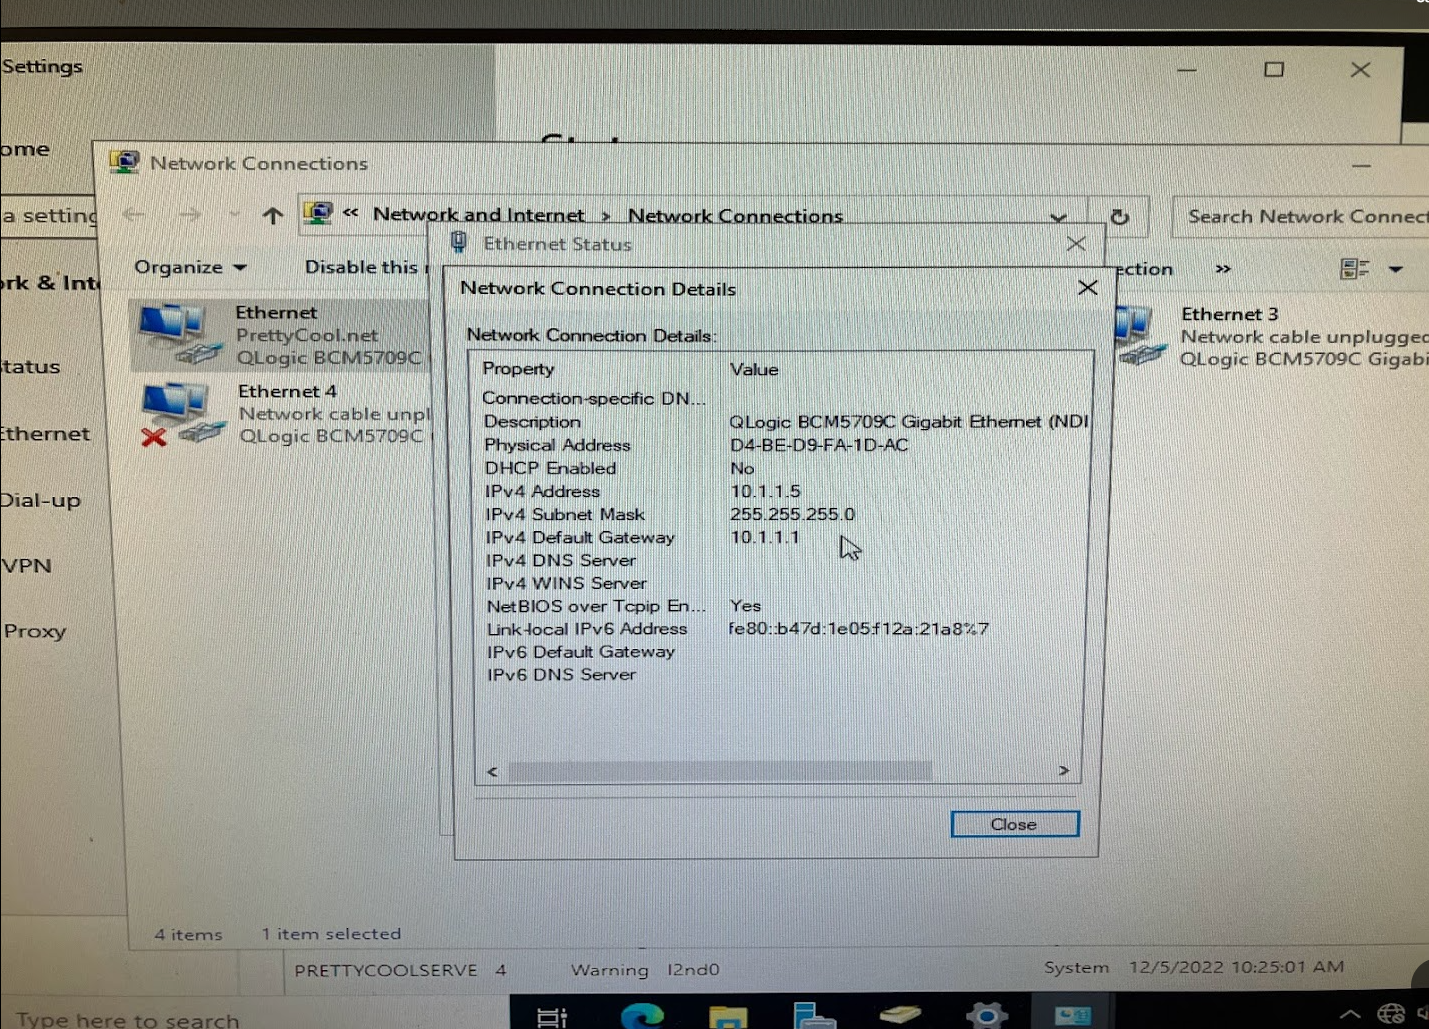 Settings
ome
Network Connections
a setting
« Network and Internet > Network Connections
Search Network Connect
Ethernet Status
Organize
Disable this
ection
»
rk & Int
Network Connection Details
Ethernet
PrettyCool.net
QLogic BCM5709C
Ethernet 3
Network cable unplugged
QLogic BCM5709C Gigabi
Network Connection Details:
tatus
Property Value
Ethernet 4
Network cable unpl
QLogic BCM5709C
Connection-specific DN...
Description QLogic BCM5709C Gigabit Ethernet (NDI
Physical Address D4-BE-D9-FA-1D-AC
DHCP Enabled No
IPv4 Address 10.1.1.5
IPv4 Subnet Mask 255.255.255.0
IPv4 Default Gateway 10.1.1.1
IPv4 DNS Server
IPv4 WINS Server
NetBIOS over Tcpip En... Yes
Link-local IPv6 Address fe80::b47d:1e05:f12a:21a8%7
IPv6 Default Gateway
IPv6 DNS Server
Ethernet
Dial-up
VPN
Proxy
Close
4 items 1 item selected
PRETTYCOOLSERVE 4 Warning l2nd0 System 12/5/2022 10:25:01 AM
Type here to search